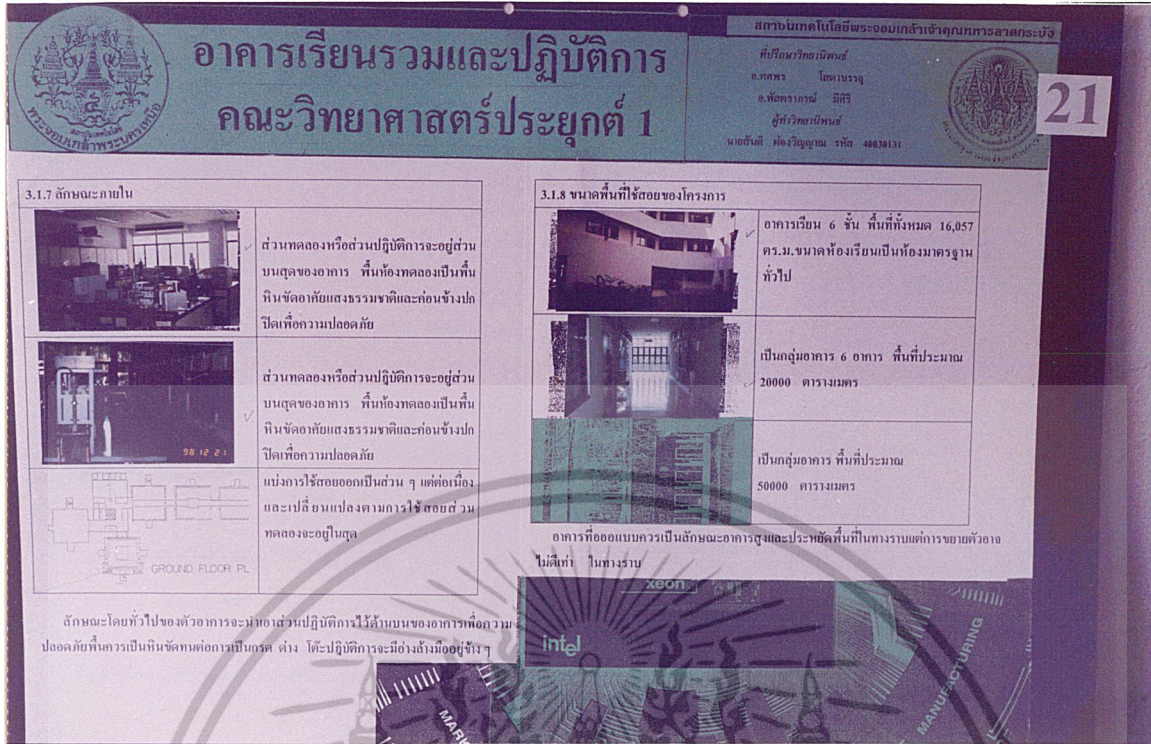 อาคารเรียนรวมและปฏิบัติการ
คณะวิทยาศาสตร์ประยุกต์ 1
พระจอมเกล้าพระนครเหนือ
สถาบันเทคโนโลยีพระจอมเกล้าเจ้าคุณทหารลาดกระบัง
ที่ปรึกษาวิทยานิพนธ์
อ.ทศพร โสดาบรรลุ
อ.พัสตราภรณ์ มีศิริ
ผู้ทำวิทยานิพนธ์
นายสันติ ผ่องวิญญาณ รหัส 40030131
21
3.1.7 ลักษณะภายใน
ส่วนทดลองหรือส่วนปฎิบัติการจะอยู่ส่วน
บนสุดของอาคาร พื้นห้องทดลองเป็นพื้น
หินขัดอาศัยแสงธรรมชาติและค่อนข้างปก
ปิดเพื่อความปลอดภัย
98 12 21
ส่วนทดลองหรือส่วนปฎิบัติการจะอยู่ส่วน
บนสุดของอาคาร พื้นห้องทดลองเป็นพื้น
หินขัดอาศัยแสงธรรมชาติและค่อนข้างปก
ปิดเพื่อความปลอดภัย
GROUND FLOOR PL
แบ่งการใช้สอยออกเป็นส่วน ๆ แต่ต่อเนื่อง
และเปลี่ยนแปลงตามการใช้สอยส่วน
ทดลองจะอยู่ในสุด
ลักษณะโดยทั่วไปของตัวอาคารจะนำเอาส่วนปฎิบัติการไว้ด้านบนของอาคารเพื่อความ
ปลอดภัยพื้นควรเป็นหินขัดทนต่อการเป็นกรด ด่าง โต๊ะปฎิบัติการจะมีอ่างล้างมืออยู่ข้าง ๆ
3.1.8 ขนาดพื้นที่ใช้สอยของโครงการ
อาคารเรียน 6 ชั้น พื้นที่ทั้งหมด 16,057
ตร.ม.ขนาดห้องเรียนเป็นห้องมาตรฐาน
ทั่วไป
เป็นกลุ่มอาคาร 6 อาคาร พื้นที่ประมาณ
20000 ตารางเมตร
เป็นกลุ่มอาคาร พื้นที่ประมาณ
50000 ตารางเมตร
อาคารที่ออออกแบบควรเป็นลักษณะอาคารสูงและประหยัดพื้นที่ในทางราบแต่การขยายตัวอาจ
ไม่ดีเท่า ในทางราบ
xeon
intel
MANUFACTURING
MARK